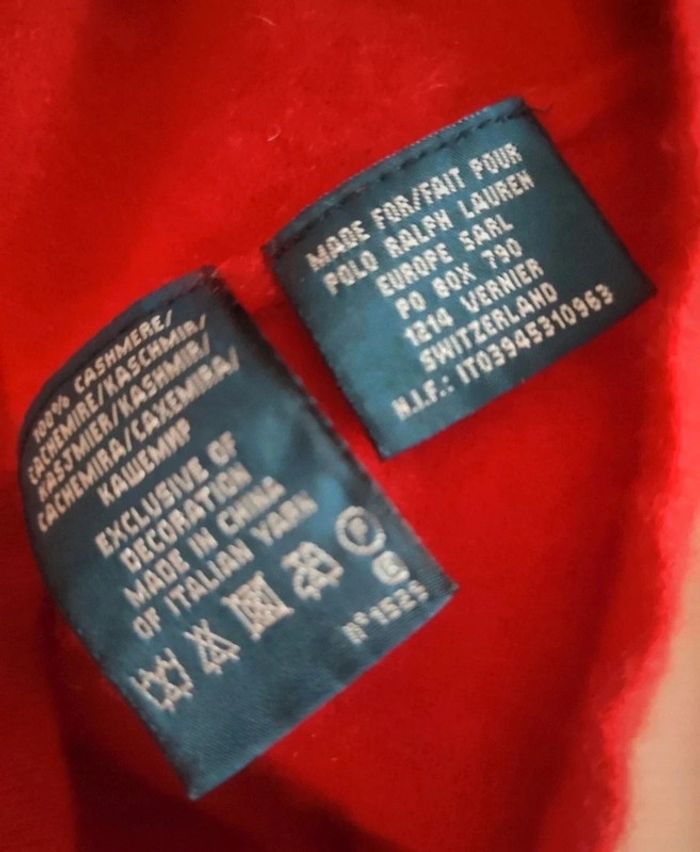 100% CASHMERE/
CACHEMIRE/KASCHMIR/
KASJMIER/KASHMIR/
CACHEMIRA/CAXEMIRA/
КАШЕМИР
EXCLUSIVE OF
DECORATION
MADE IN CHINA
OF ITALIAN YARN
P
MADE FOR/FAIT POUR
POLO RALPH LAUREN
EUROPE SARL
PO BOX 790
1214 VERNIER
SWITZERLAND
N.I.F.: IT03945310963